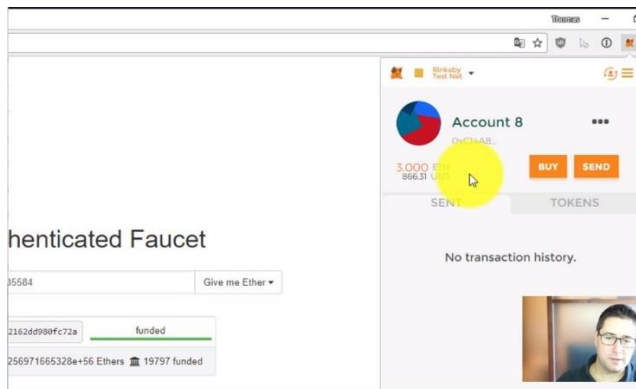 Thomas
Rinkeby
Test Net
Account 8
3.000 ETH
866.31 USD
BUY
SEND
SENT
TOKENS
No transaction history.
henticated Faucet
35584
Give me Ether
2162dd980fc72a
funded
256971665328e+56 Ethers 19797 funded